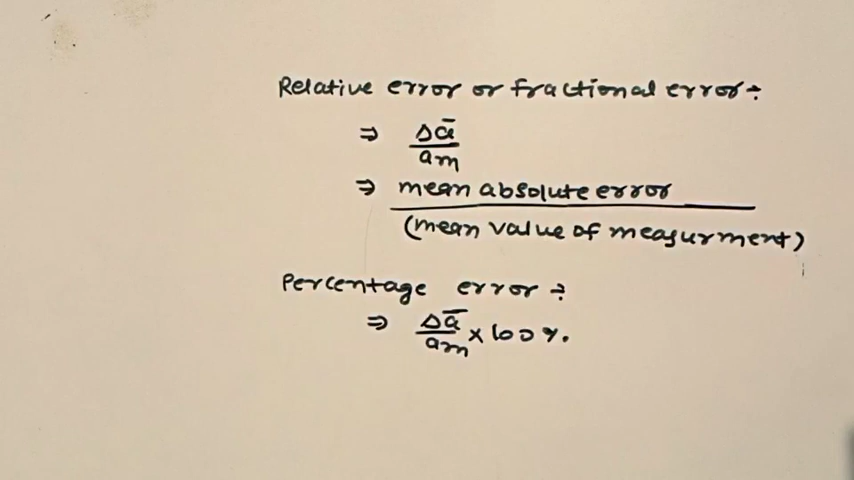 Relative error or fractional error ÷
⇒ Δā / am
⇒ mean absolute error
(mean value of measurment)
Percentage error ÷
⇒ Δā / am × 100 %.